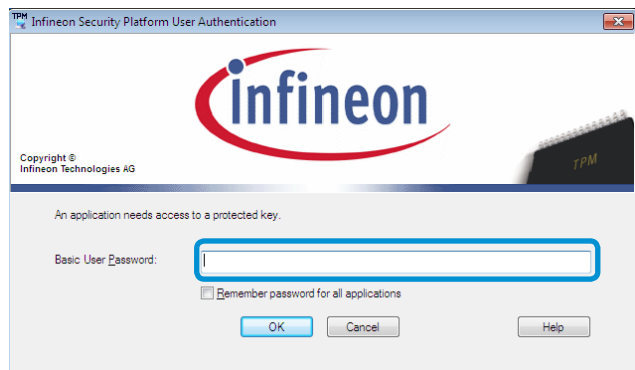 TPM Infineon Security Platform User Authentication
infineon
Copyright ©
Infineon Technologies AG
TPM
An application needs access to a protected key.
Basic User Password:
Remember password for all applications
OK Cancel Help